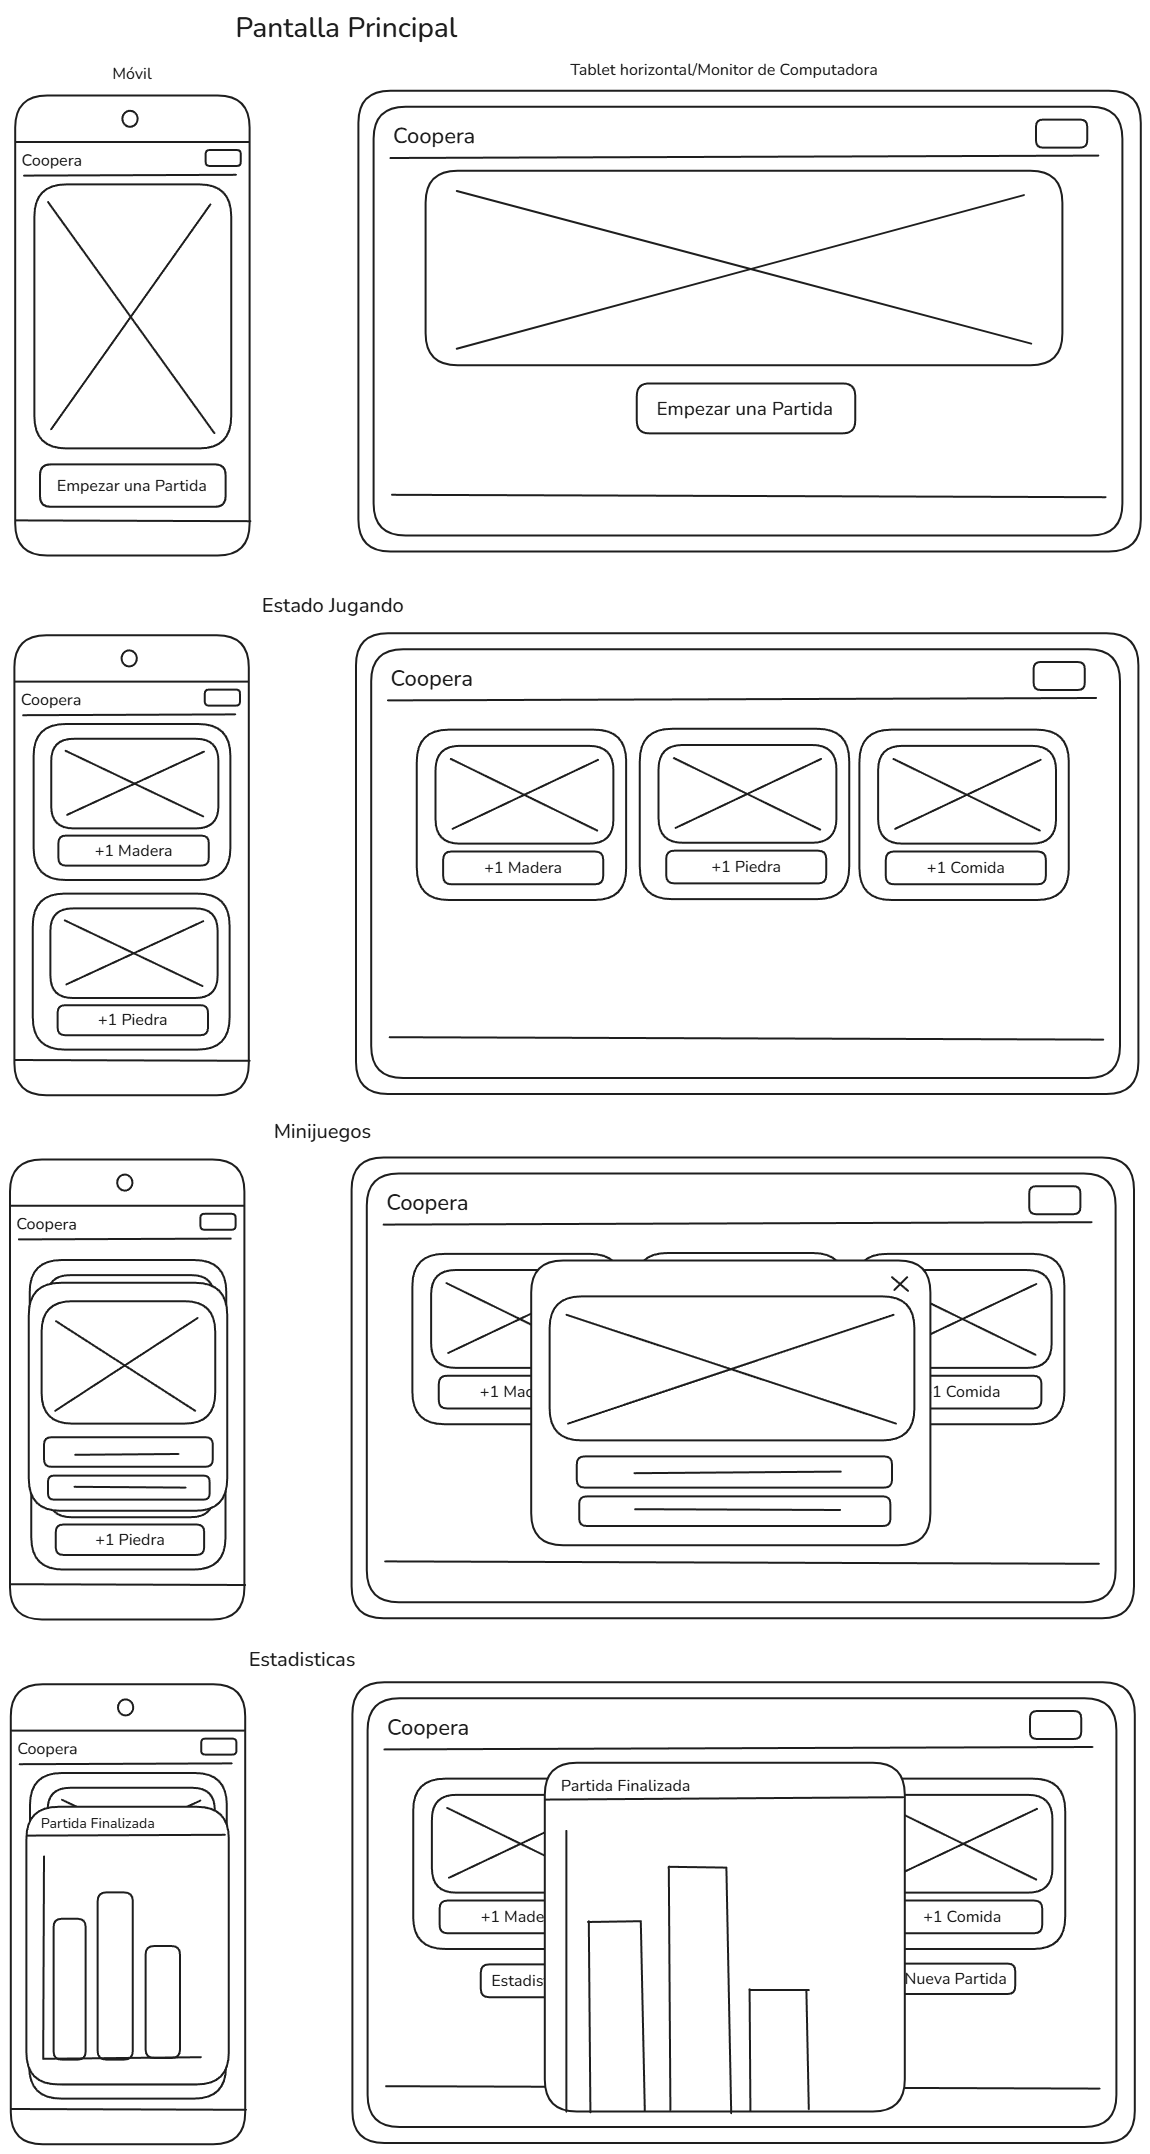 Pantalla Principal
Móvil
Tablet horizontal/Monitor de Computadora
Coopera
Empezar una Partida
Coopera
Empezar una Partida
Estado Jugando
Coopera
+1 Madera
+1 Piedra
Coopera
+1 Madera
+1 Piedra
+1 Comida
Minijuegos
Coopera
+1 Piedra
Coopera
+1 Mad
1 Comida
Estadisticas
Coopera
Partida Finalizada
Coopera
Partida Finalizada
+1 Made
+1 Comida
Estadis
Nueva Partida